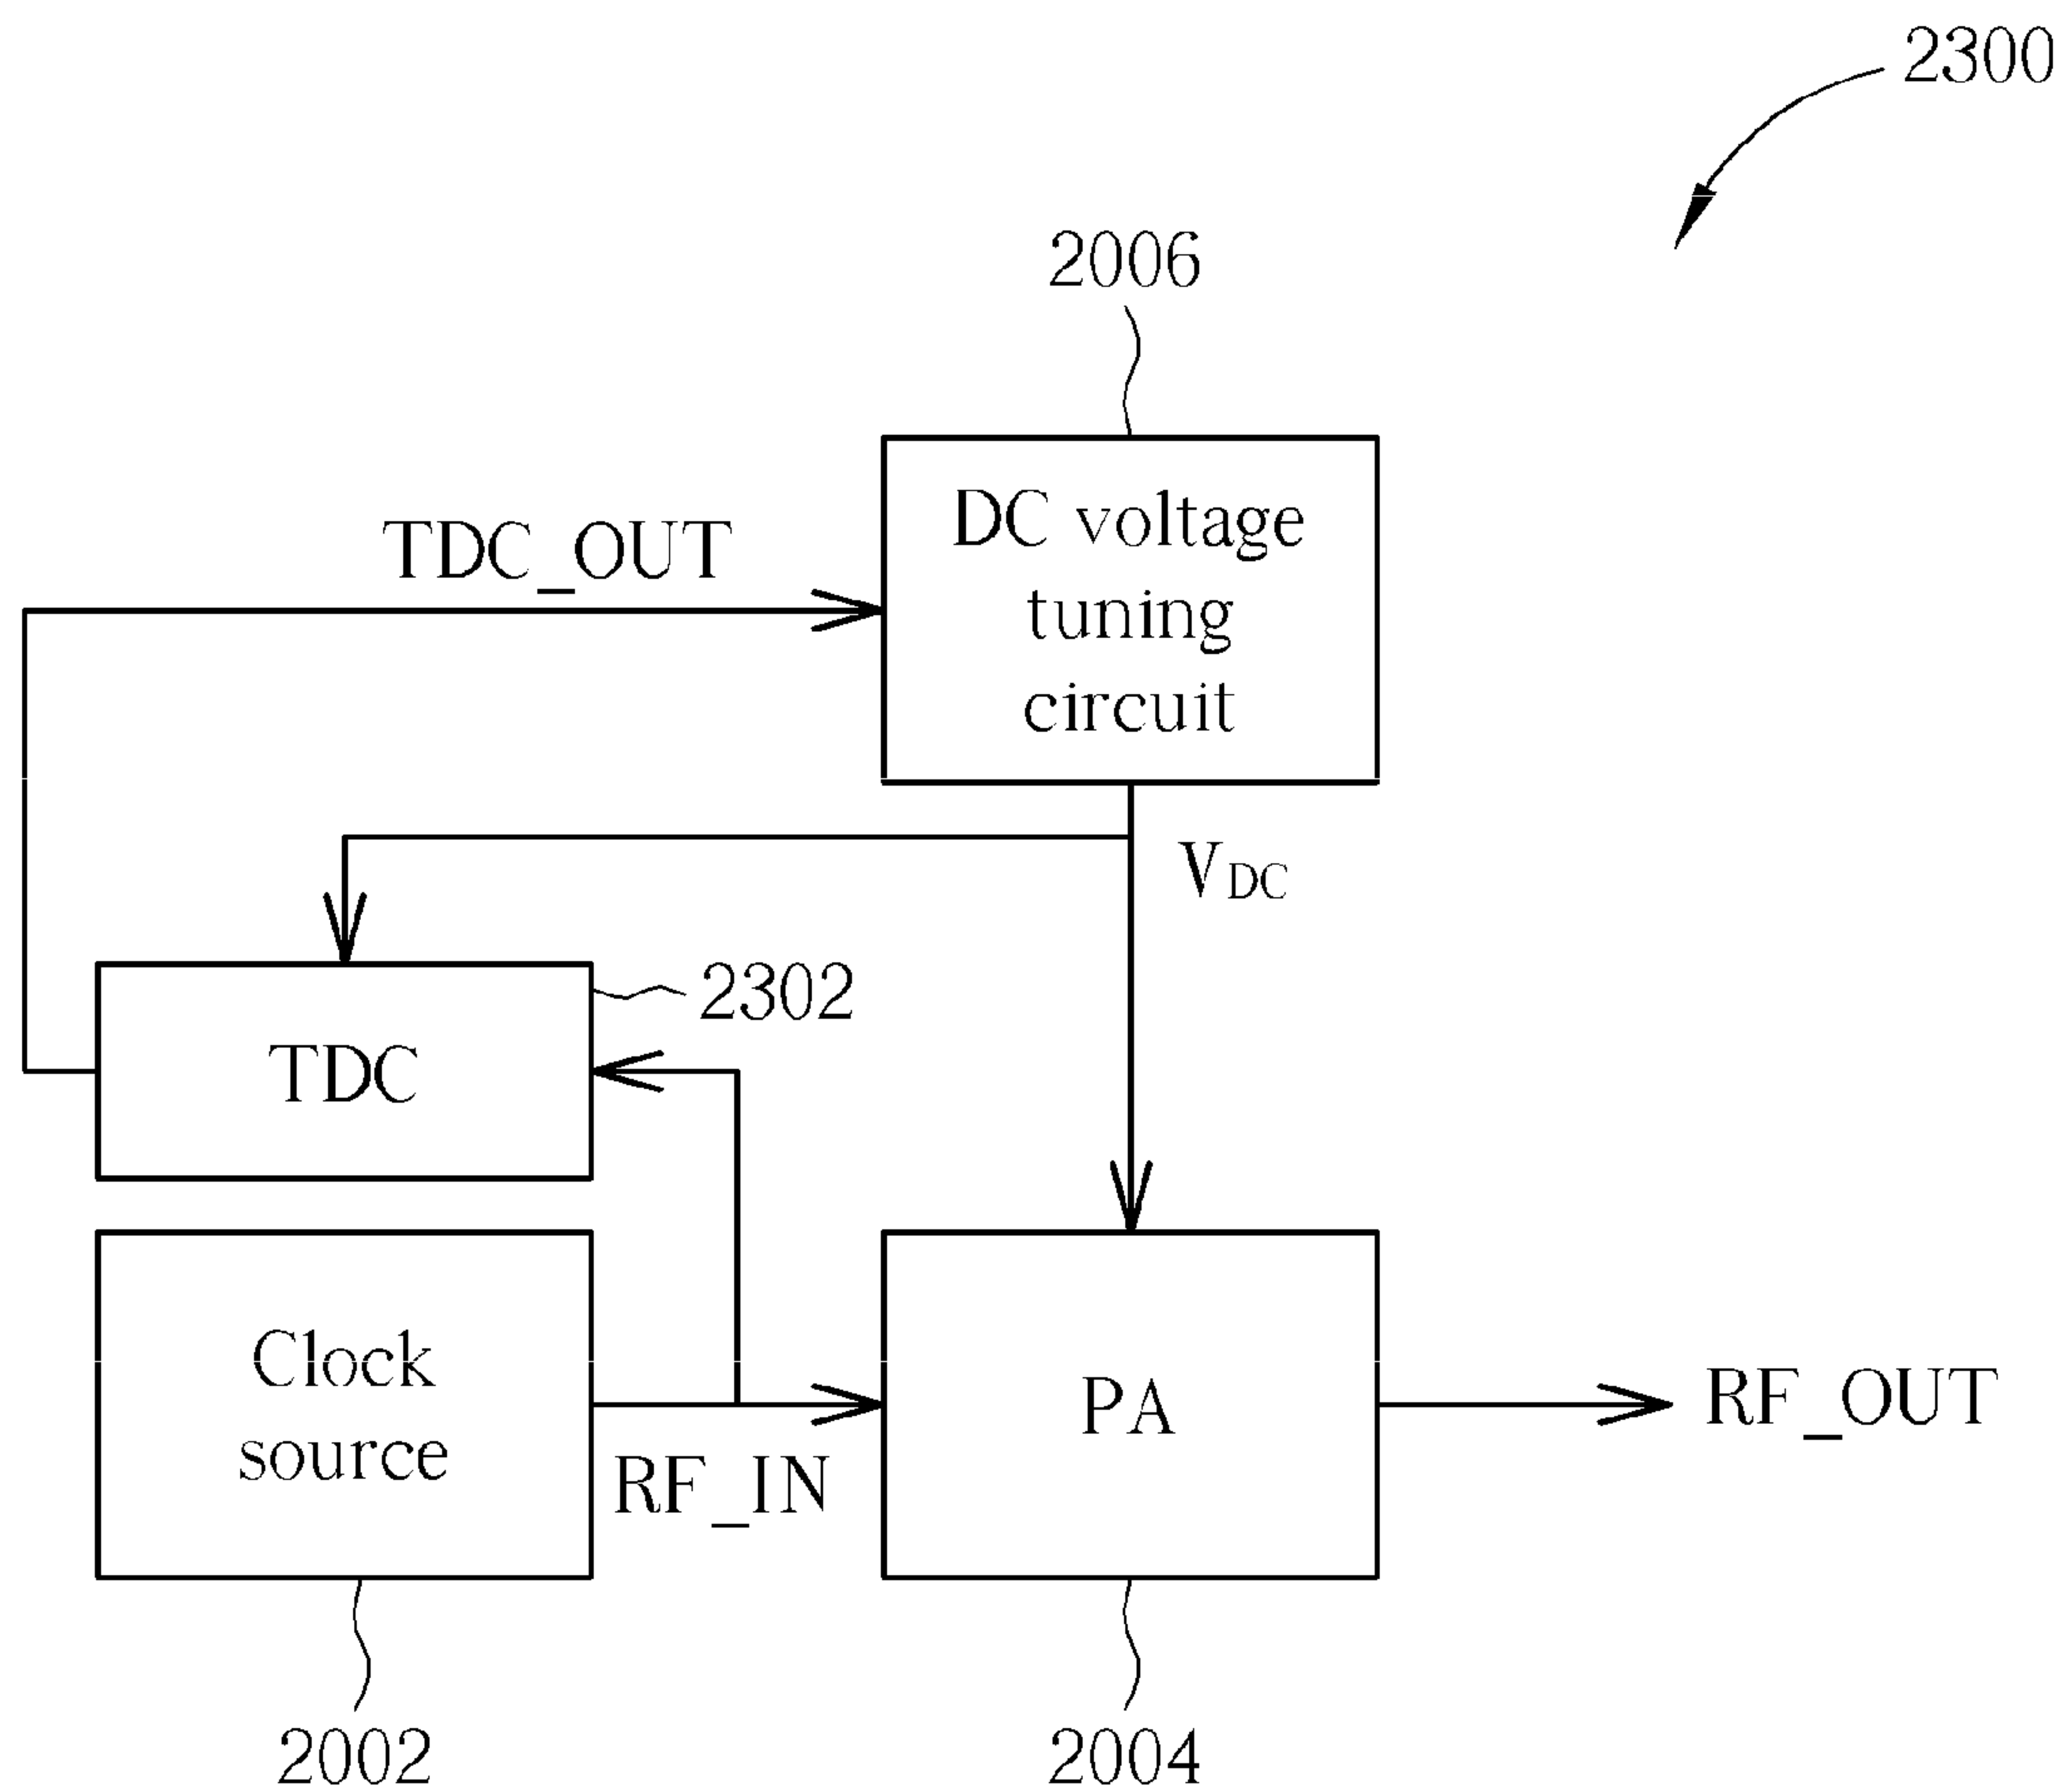 2300
2006
DC voltage
tuning
circuit
TDC_OUT
VDC
2302
TDC
Clock
source
RF_IN
PA
RF_OUT
2002
2004